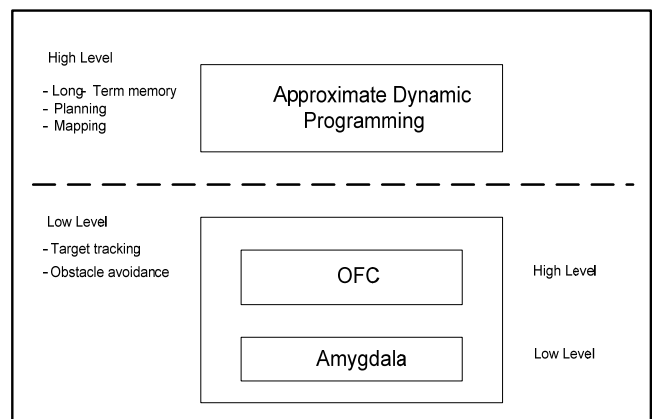 High Level
- Long- Term memory
- Planning
- Mapping
Approximate Dynamic
Programming
Low Level
- Target tracking
- Obstacle avoidance
OFC
High Level
Amygdala
Low Level